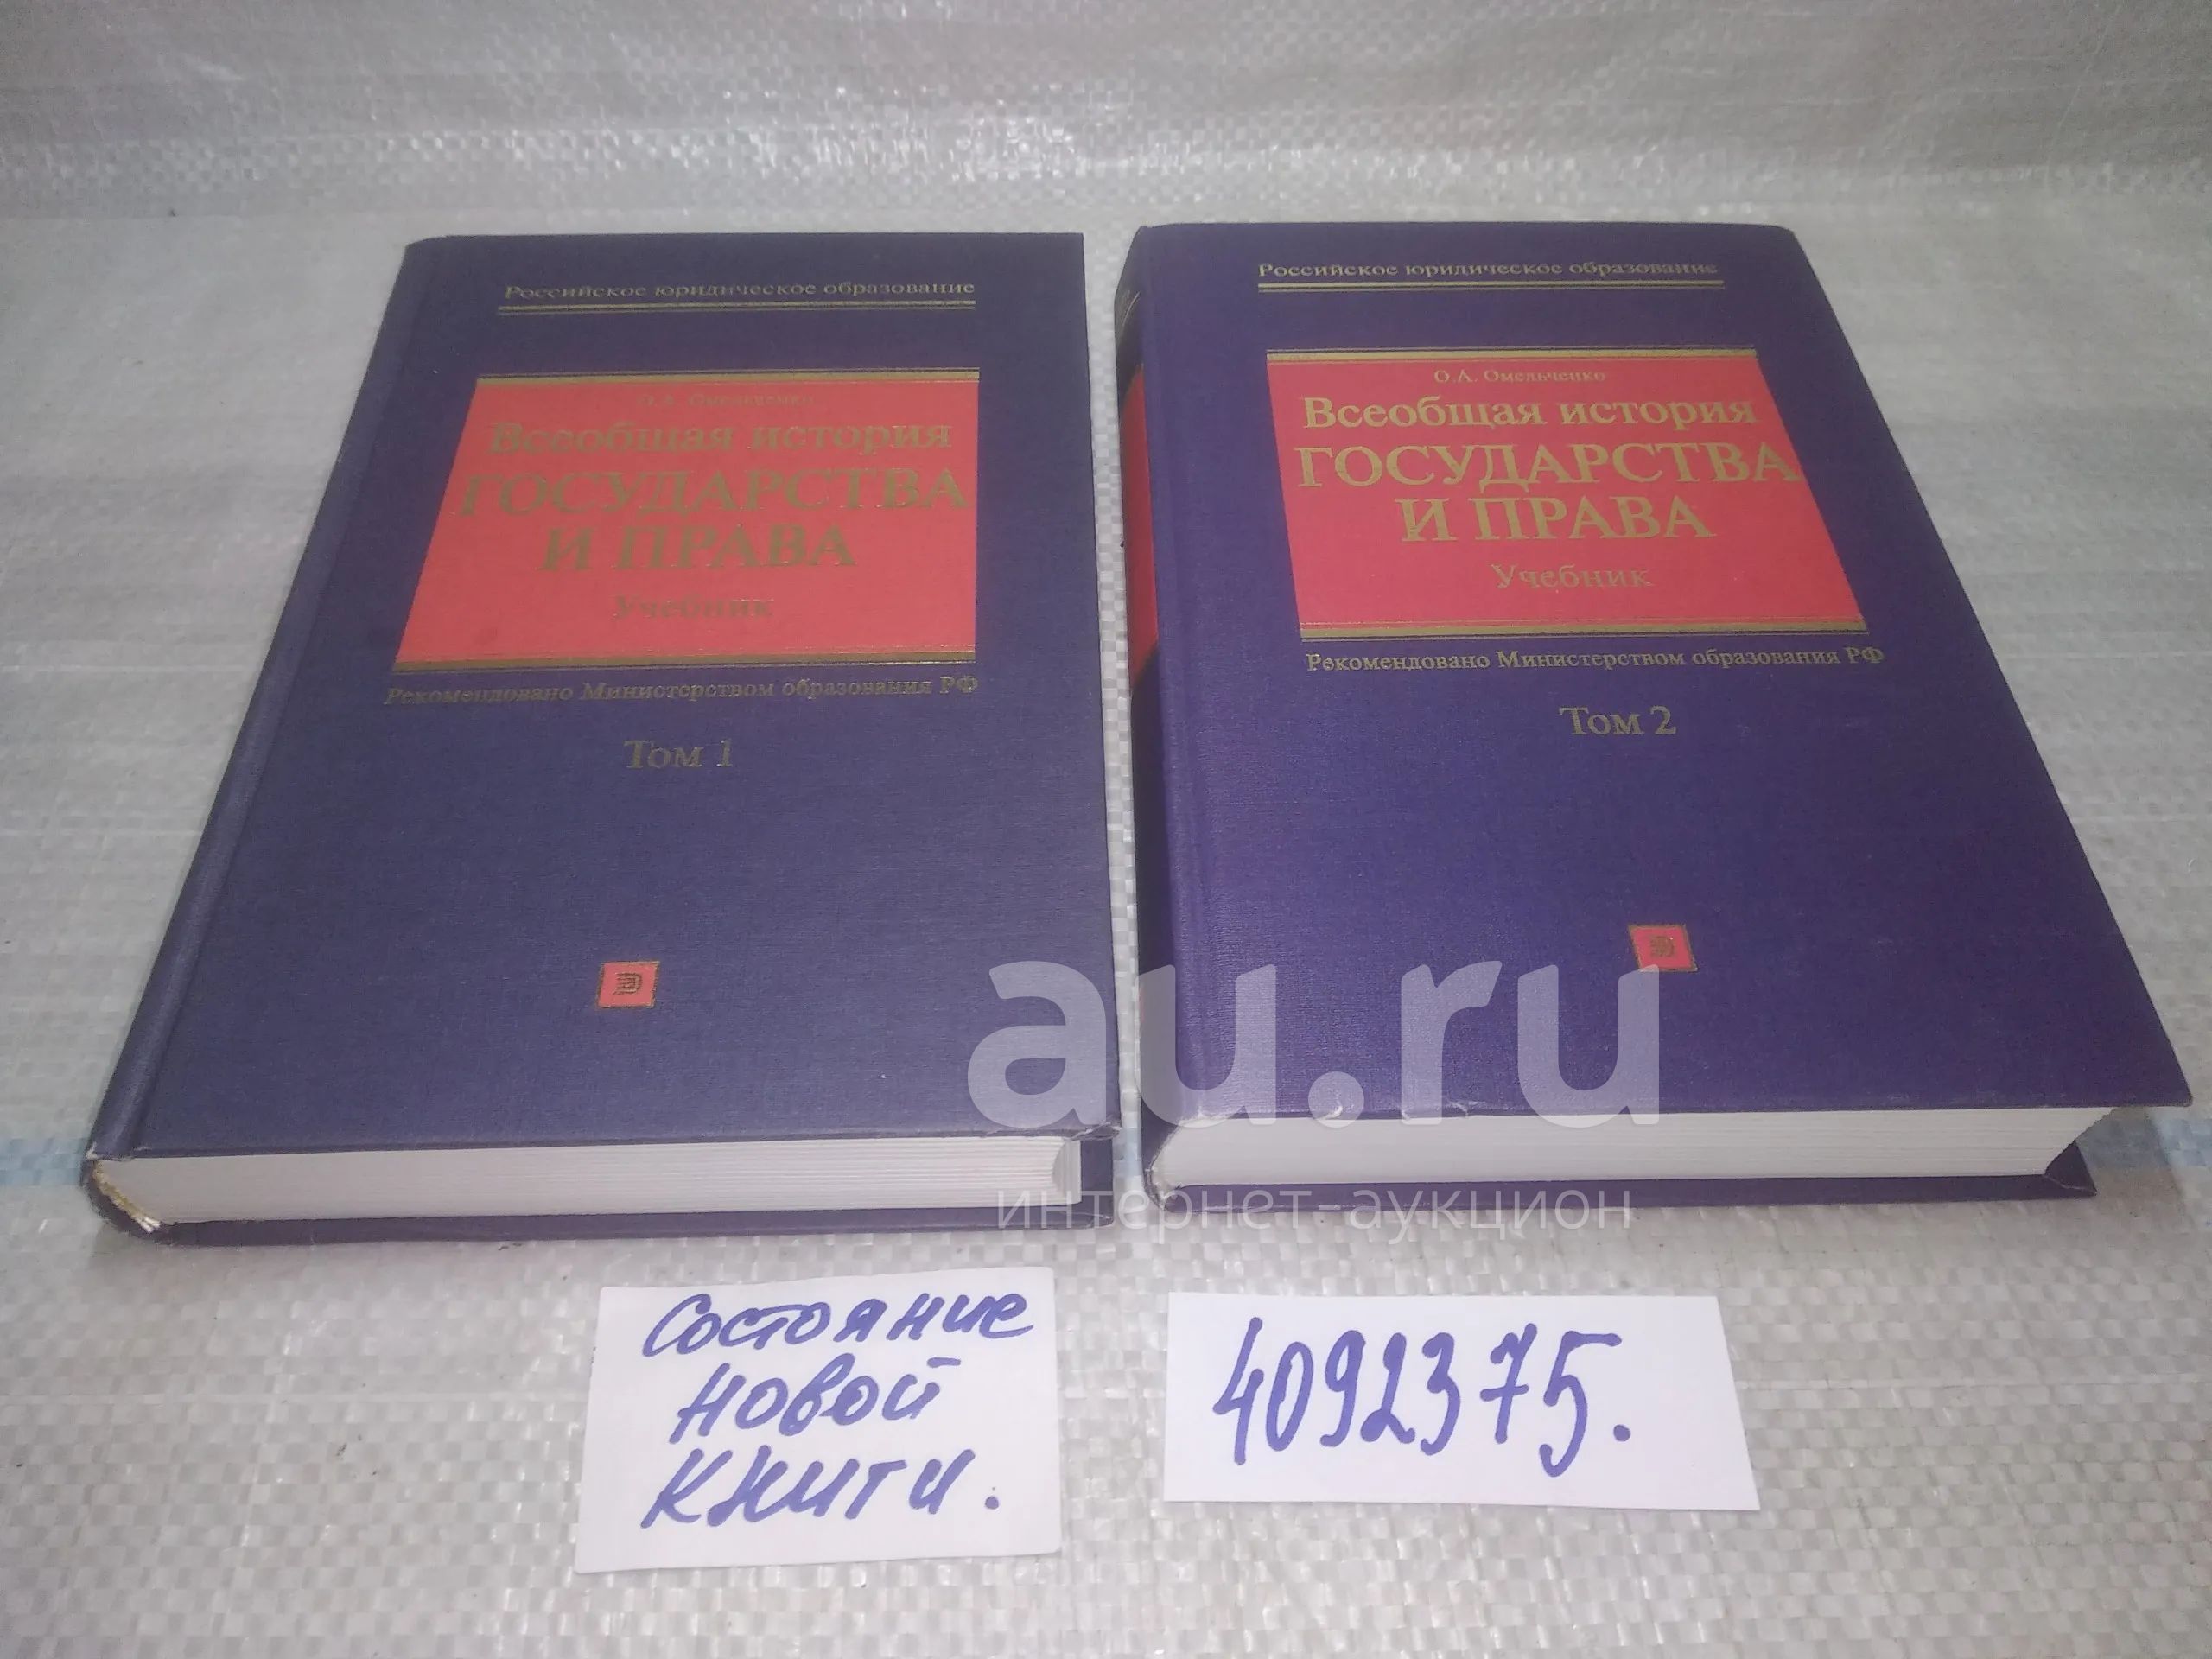 Российское юридическое образование
О.А. Омельченко
Всеобщая история
ГОСУДАРСТВА
И ПРАВА
Учебник
Рекомендовано Министерством образования РФ
Том 1
Российское юридическое образование
О.А. Омельченко
Всеобщая история
ГОСУДАРСТВА
И ПРАВА
Учебник
Рекомендовано Министерством образования РФ
Том 2
au.ru
интернет-аукцион
Состояние
новой
книги.
4092375.